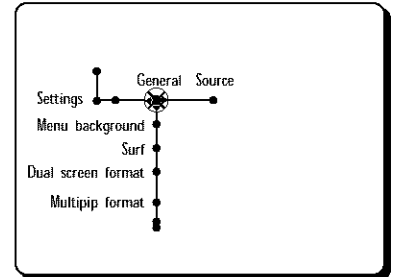 General Source
Settings
Menu background
Surf
Dual screen format
Multipip format